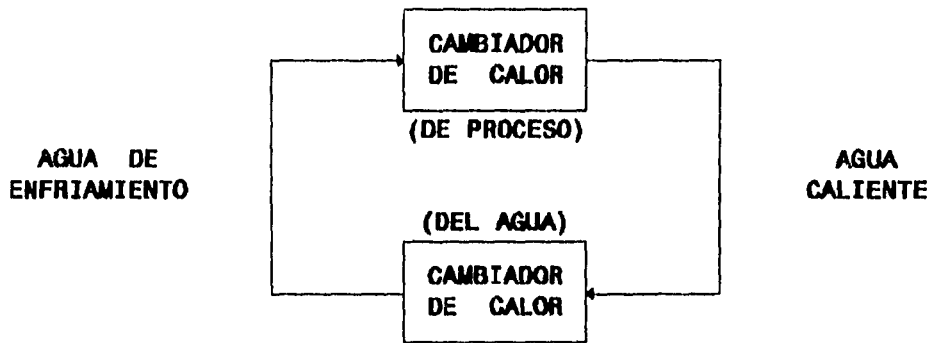 CAMBIADOR
DE CALOR
(DE PROCESO)
AGUA DE
ENFRIAMIENTO
AGUA
CALIENTE
(DEL AGUA)
CAMBIADOR
DE CALOR